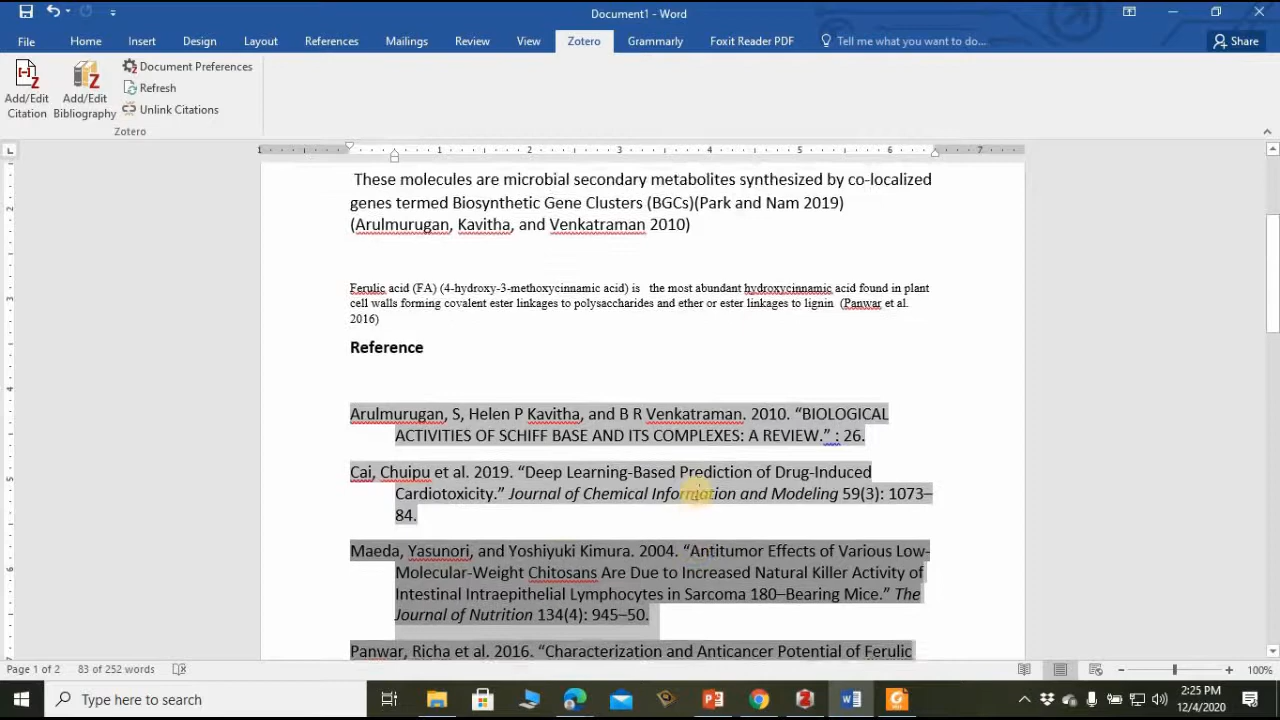 Document1 - Word
File Home Insert Design Layout References Mailings Review View Zotero Grammarly Foxit Reader PDF Tell me what you want to do... Share
Add/Edit Citation
Add/Edit Bibliography
Document Preferences
Refresh
Unlink Citations
Zotero
1 1 2 3 4 5 6 7
These molecules are microbial secondary metabolites synthesized by co-localized
genes termed Biosynthetic Gene Clusters (BGCs)(Park and Nam 2019)
(Arulmurugan, Kavitha, and Venkatraman 2010)
Ferulic acid (FA) (4-hydroxy-3-methoxycinnamic acid) is the most abundant hydroxycinnamic acid found in plant
cell walls forming covalent ester linkages to polysaccharides and ether or ester linkages to lignin (Panwar et al.
2016)
Reference
Arulmurugan, S, Helen P Kavitha, and B R Venkatraman. 2010. “BIOLOGICAL
ACTIVITIES OF SCHIFF BASE AND ITS COMPLEXES: A REVIEW.” : 26.
Cai, Chuipu et al. 2019. “Deep Learning-Based Prediction of Drug-Induced
Cardiotoxicity.” Journal of Chemical Information and Modeling 59(3): 1073–
84.
Maeda, Yasunori, and Yoshiyuki Kimura. 2004. “Antitumor Effects of Various Low-
Molecular-Weight Chitosans Are Due to Increased Natural Killer Activity of
Intestinal Intraepithelial Lymphocytes in Sarcoma 180–Bearing Mice.” The
Journal of Nutrition 134(4): 945–50.
Panwar, Richa et al. 2016. “Characterization and Anticancer Potential of Ferulic
Page 1 of 2 83 of 252 words 100%
Type here to search
2:25 PM
12/4/2020